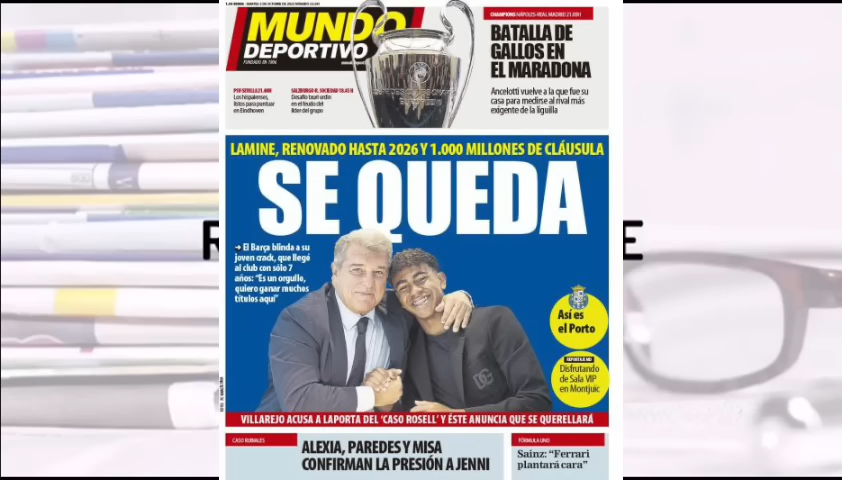 MUNDO
DEPORTIVO
FUNDADO EN 1906
CHAMPIONS NÁPOLES-REAL MADRID 21.00H
BATALLA DE
GALLOS EN
EL MARADONA
Ancelotti vuelve a la que fue su
casa para medirse al rival más
exigente de la liguilla
PSV-SEVILLA 21.00H
Los hispalenses,
listos para puntuar
en Eindhoven
SALZBURGO-R. SOCIEDAD 18.45H
Desafío txuri urdin
en el feudo del
líder del grupo
LAMINE, RENOVADO HASTA 2026 Y 1.000 MILLONES DE CLÁUSULA
SE QUEDA
El Barça blinda a su
joven crack, que llegó
al club con sólo 7
años: “Es un orgulle,
quiero ganar muchos
títulos aquí”
Así es
el Porto
REPORTAJE MD
Disfrutando
de Sala VIP
en Montjuïc
DG
VILLAREJO ACUSA A LAPORTA DEL ‘CASO ROSELL’ Y ÉSTE ANUNCIA QUE SE QUERELLARÁ
CASO RUBIALES
ALEXIA, PAREDES Y MISA
CONFIRMAN LA PRESIÓN A JENNI
FÓRMULA UNO
Sainz: “Ferrari
plantará cara”